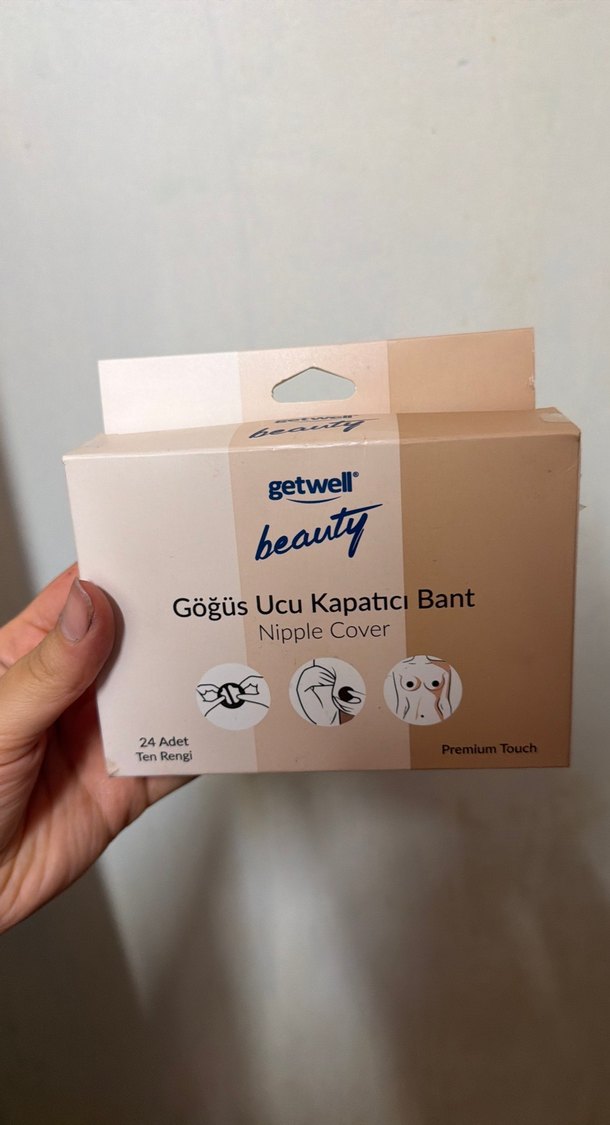 getwell
beauty
getwell®
beauty
Göğüs Ucu Kapatıcı Bant
Nipple Cover
24 Adet
Ten Rengi
Premium Touch